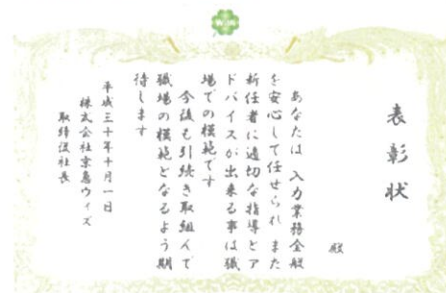 表彰状
殿
あなたは 入力業務全般
を安心して任せられ また
新任者に適切な指導とア
ドバイスが出来る事は職
場での模範です
今後も引続き取組んで
職場の模範となるよう期
待します
平成三十年十月一日
株式会社京急ウィズ
取締役社長